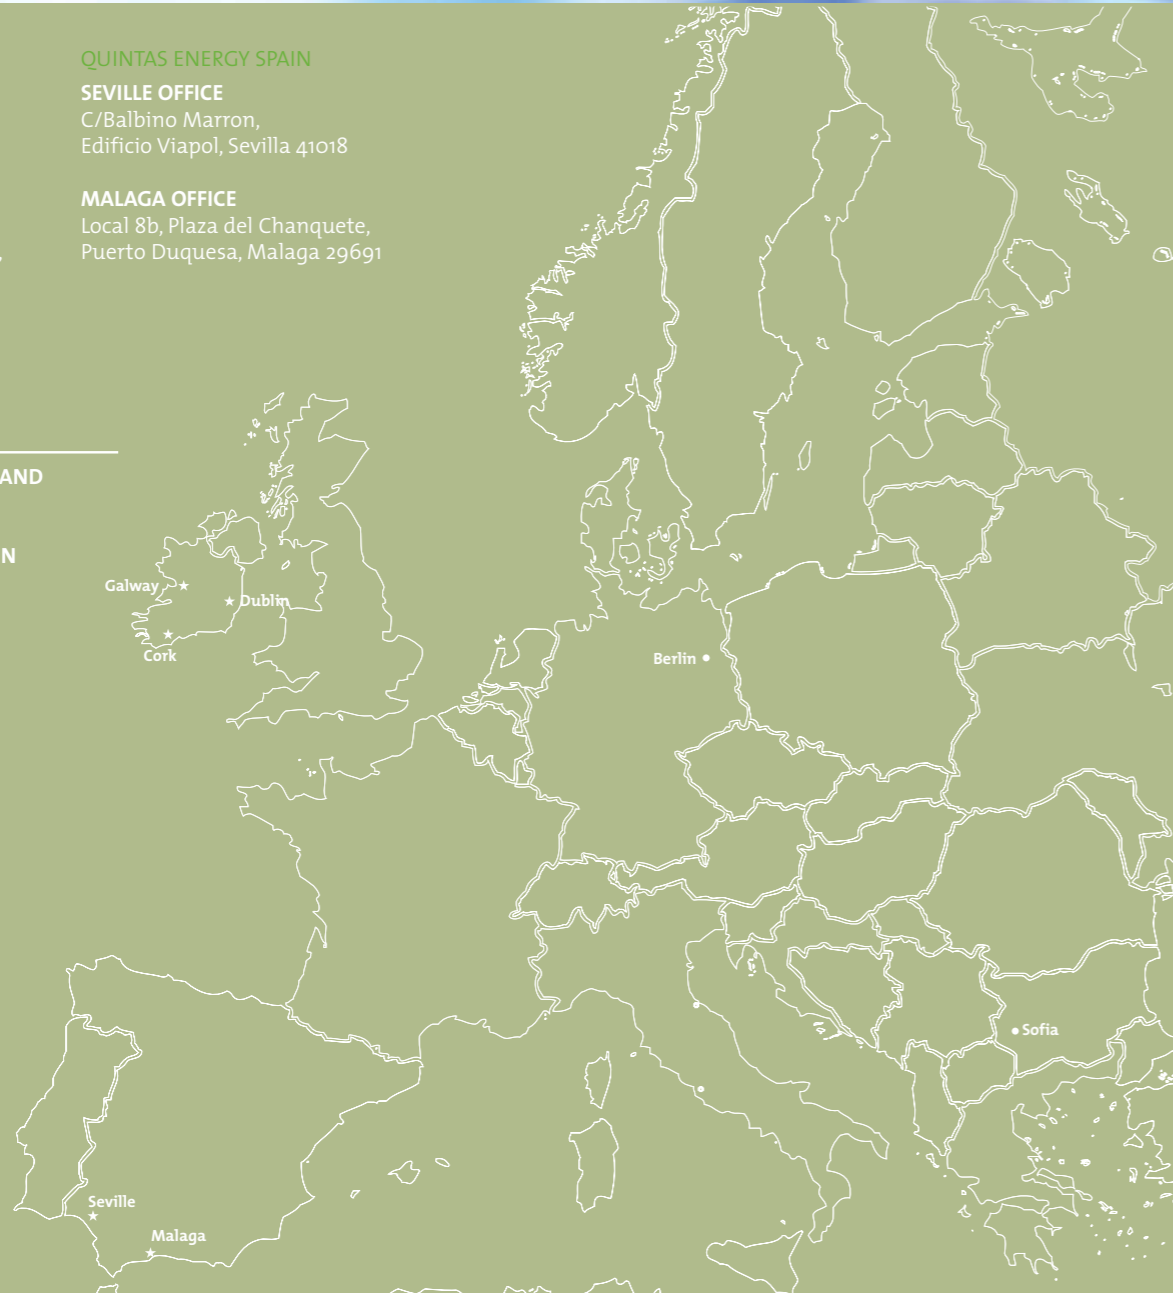 QUINTAS ENERGY SPAIN
SEVILLE OFFICE
C/Balbino Marron,
Edificio Viapol, Sevilla 41018
MALAGA OFFICE
Local 8b, Plaza del Chanquete,
Puerto Duquesa, Malaga 29691
AND
N
Galway
Dublin
Cork
Berlin
Sofia
Seville
Malaga